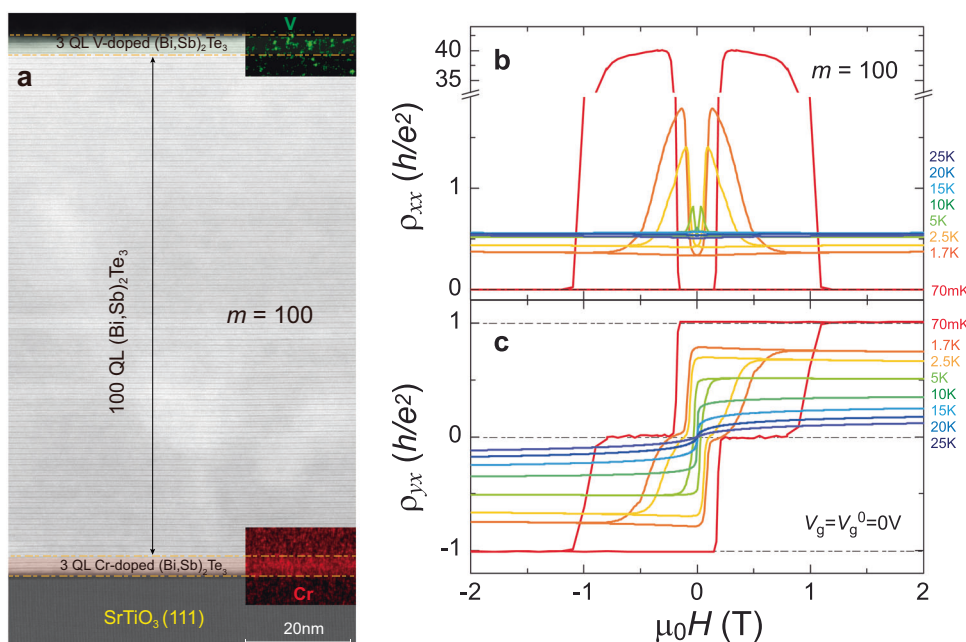 V
3 QL V-doped (Bi,Sb)₂Te₃
a
100 QL (Bi,Sb)₂Te₃
m = 100
3 QL Cr-doped (Bi,Sb)₂Te₃
Cr
SrTiO₃ (111)
20nm
b
m = 100
40
35
1
0
ρxx (h/e²)
25K
20K
15K
10K
5K
2.5K
1.7K
70mK
c
1
0
-1
ρyx (h/e²)
70mK
1.7K
2.5K
5K
10K
15K
20K
25K
Vg=Vg⁰=0V
-2 -1 0 1 2
μ₀H (T)